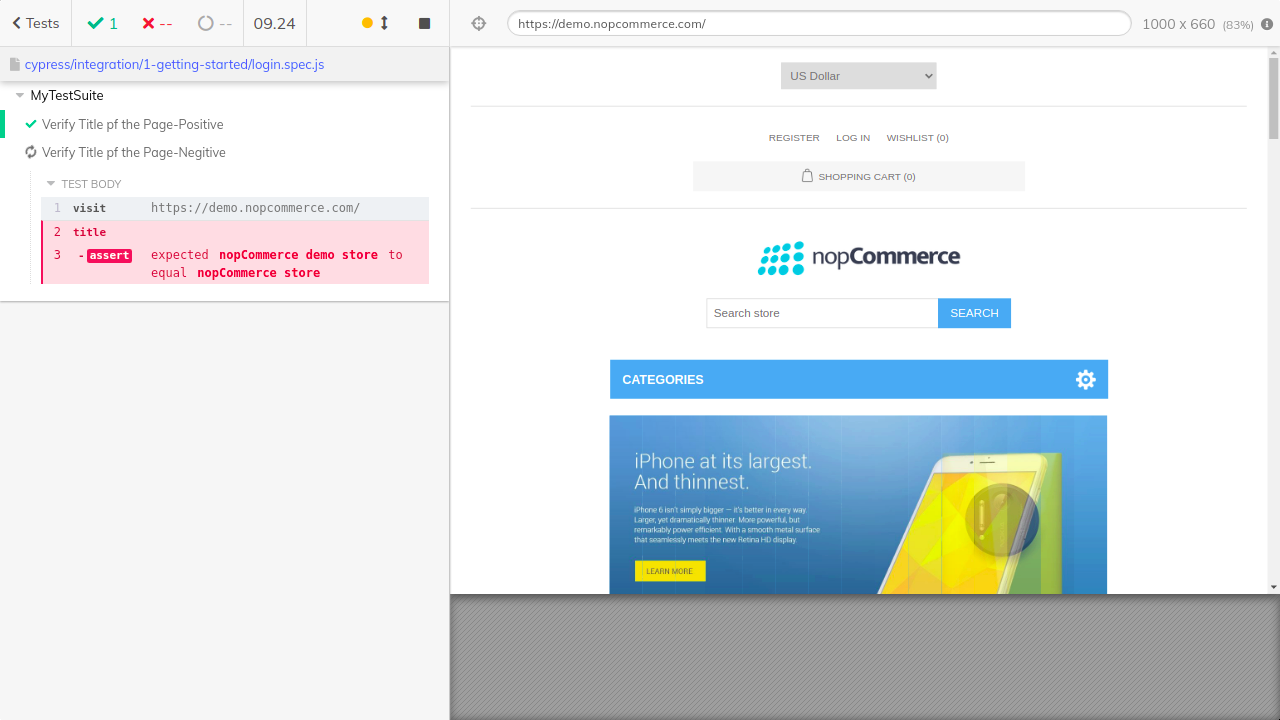 Tests
1
--
--
09.24
https://demo.nopcommerce.com/
1000 x 660 (83%)
cypress/integration/1-getting-started/login.spec.js
MyTestSuite
Verify Title pf the Page-Positive
Verify Title pf the Page-Negitive
TEST BODY
1 visit https://demo.nopcommerce.com/
2 title
3 -assert expected nopCommerce demo store to
equal nopCommerce store
US Dollar
REGISTER LOG IN WISHLIST (0)
SHOPPING CART (0)
nopCommerce
Search store SEARCH
CATEGORIES
iPhone at its largest.
And thinnest.
iPhone 6 isn't simply bigger — it's better in every way.
Larger, yet dramatically thinner. More powerful, but
remarkably power efficient. With a smooth metal surface
that seamlessly meets the new Retina HD display.
LEARN MORE